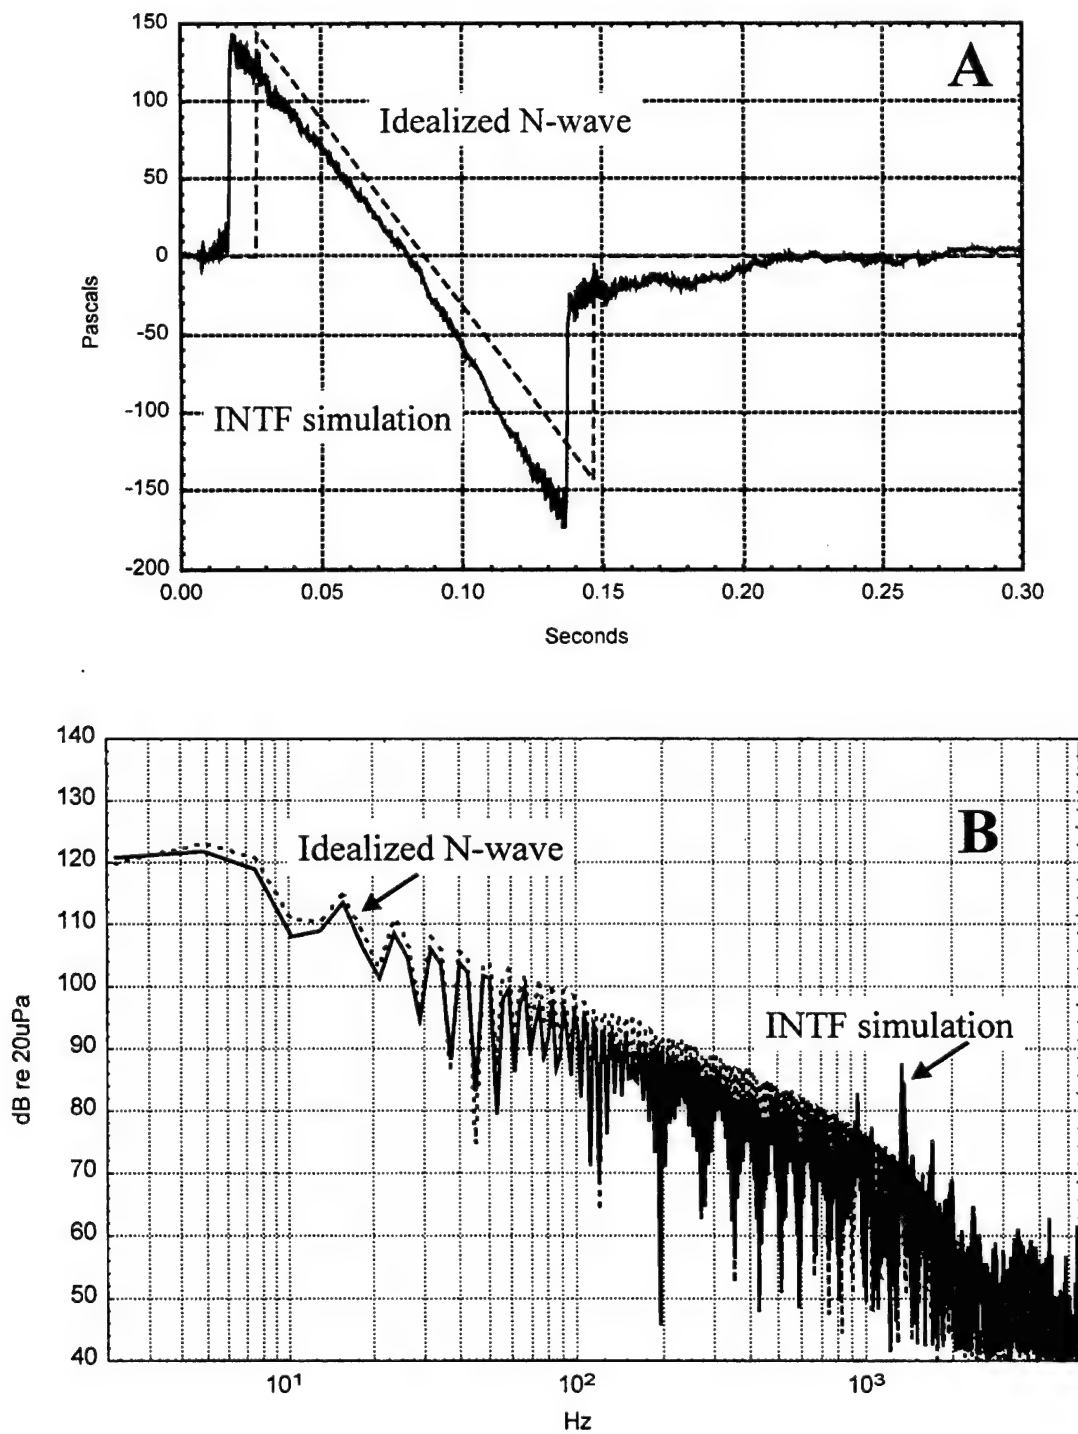 150
100
50
0
-50
-100
-150
-200
Pascals
A
Idealized N-wave
INTF simulation
0.00 0.05 0.10 0.15 0.20 0.25 0.30
Seconds
140
130
120
110
100
90
80
70
60
50
40
dB re 20uPa
B
Idealized N-wave
INTF simulation
10¹ 10² 10³
Hz